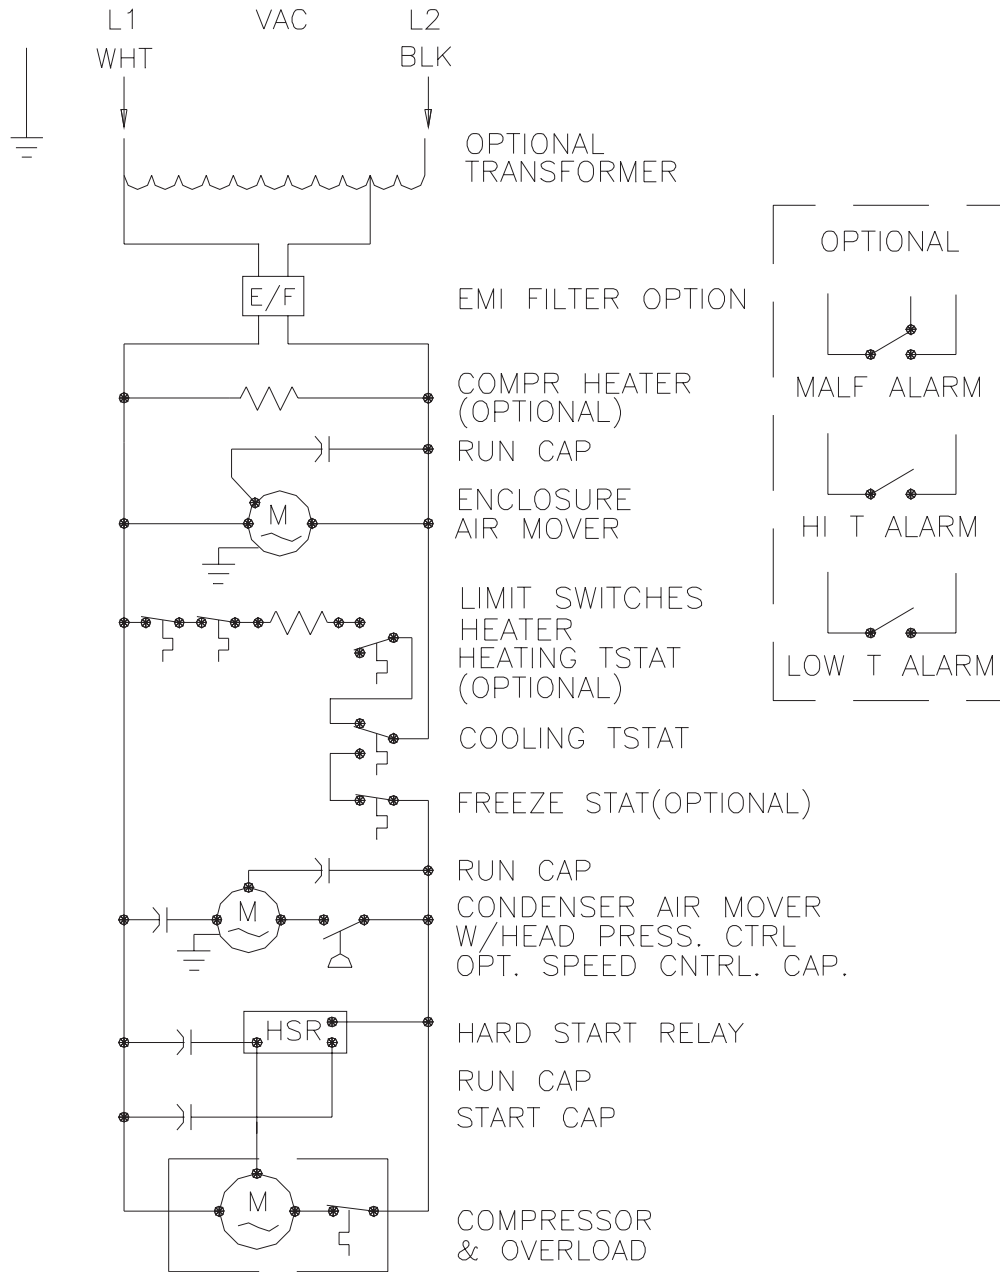 L1 VAC L2
WHT BLK
OPTIONAL
TRANSFORMER
OPTIONAL
E/F
EMI FILTER OPTION
MALF ALARM
COMPR HEATER
(OPTIONAL)
RUN CAP
M
ENCLOSURE
AIR MOVER
HI T ALARM
LIMIT SWITCHES
HEATER
HEATING TSTAT
(OPTIONAL)
LOW T ALARM
COOLING TSTAT
FREEZE STAT(OPTIONAL)
RUN CAP
M
CONDENSER AIR MOVER
W/HEAD PRESS. CTRL
OPT. SPEED CNTRL. CAP.
HSR
HARD START RELAY
RUN CAP
START CAP
M
COMPRESSOR
& OVERLOAD